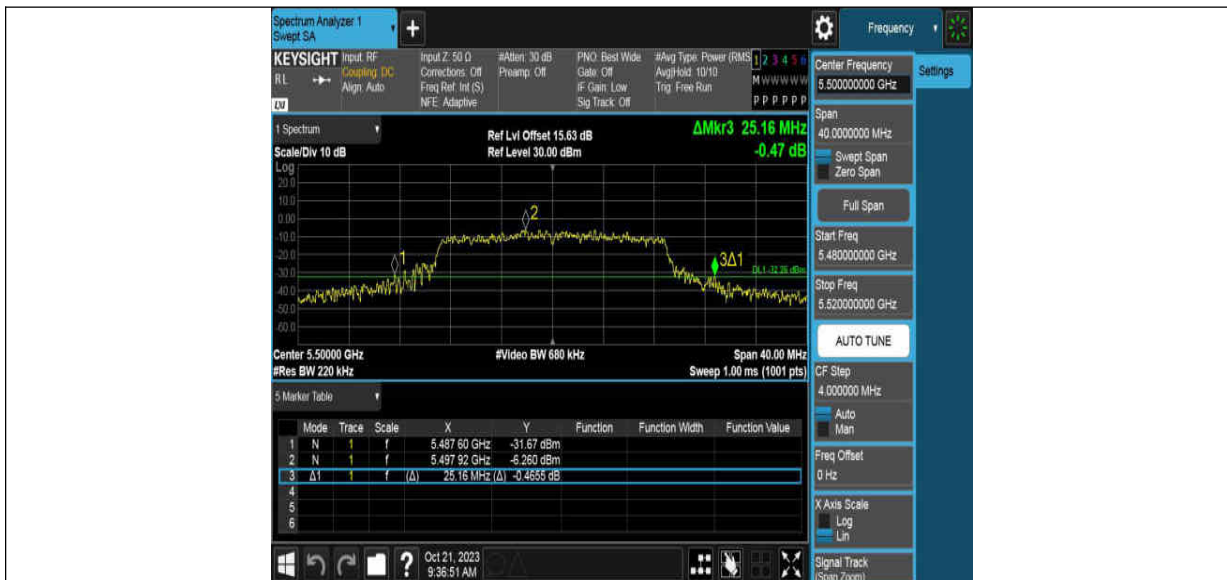 Spectrum Analyzer 1
Swept SA
+
Frequency
KEYSIGHT Input: RF Input Z: 50 Ω #Atten: 30 dB PNO: Best Wide #Avg Type: Power (RMS 1 2 3 4 5 6
RL Coupling: DC Corrections: Off Preamp: Off Gate: Off Avg|Hold: 10/10 M W W W W W
Align: Auto Freq Ref: Int (S) IF Gain: Low Trig: Free Run
NFE: Adaptive Sig Track: Off P P P P P P
1 Spectrum
Ref Lvl Offset 15.63 dB
ΔMkr3 25.16 MHz
Scale/Div 10 dB
Ref Level 30.00 dBm
-0.47 dB
Log
20.0
10.0
0.00
-10.0
-20.0
-30.0
-40.0
-50.0
-60.0
1
2
3Δ1
DL1 -32.26 dBm
Center 5.50000 GHz #Video BW 680 kHz Span 40.00 MHz
#Res BW 220 kHz Sweep 1.00 ms (1001 pts)
5 Marker Table
Mode Trace Scale X Y Function Function Width Function Value
1 N 1 f 5.487 60 GHz -31.67 dBm
2 N 1 f 5.497 92 GHz -6.260 dBm
3 Δ1 1 f (Δ) 25.16 MHz (Δ) -0.4655 dB
4
5
6
?
Oct 21, 2023
9:36:51 AM
Center Frequency
5.500000000 GHz
Settings
Span
40.0000000 MHz
Swept Span
Zero Span
Full Span
Start Freq
5.480000000 GHz
Stop Freq
5.520000000 GHz
AUTO TUNE
CF Step
4.000000 MHz
Auto
Man
Freq Offset
0 Hz
X Axis Scale
Log
Lin
Signal Track
(Span Zoom)